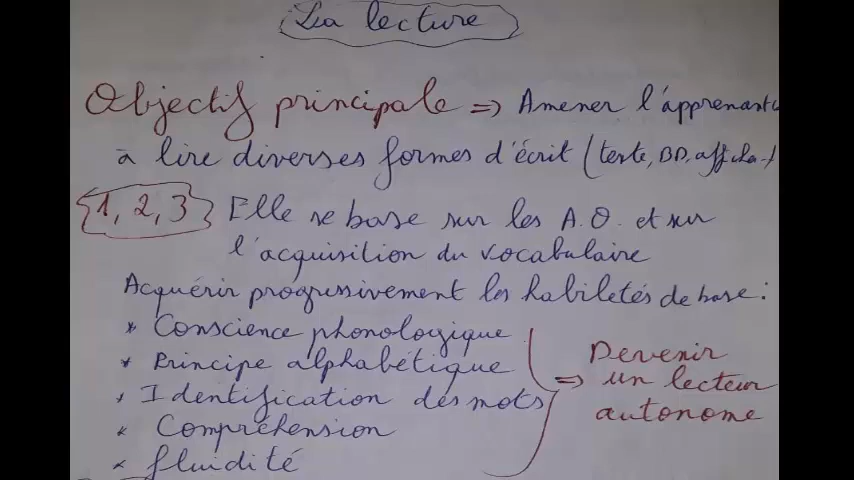 La lecture
Objectif principale => Amener l'apprenant
à lire diverses formes d'écrit (texte, BD, affiche
1, 2, 3 Elle se base sur les A.O. et sur
l'acquisition du vocabulaire
Acquérir progressivement les habiletés de base :
* Conscience phonologique
* Principe alphabétique
* Identification des mots
* Compréhension
* fluidité
=> Devenir
un lecteur
autonome